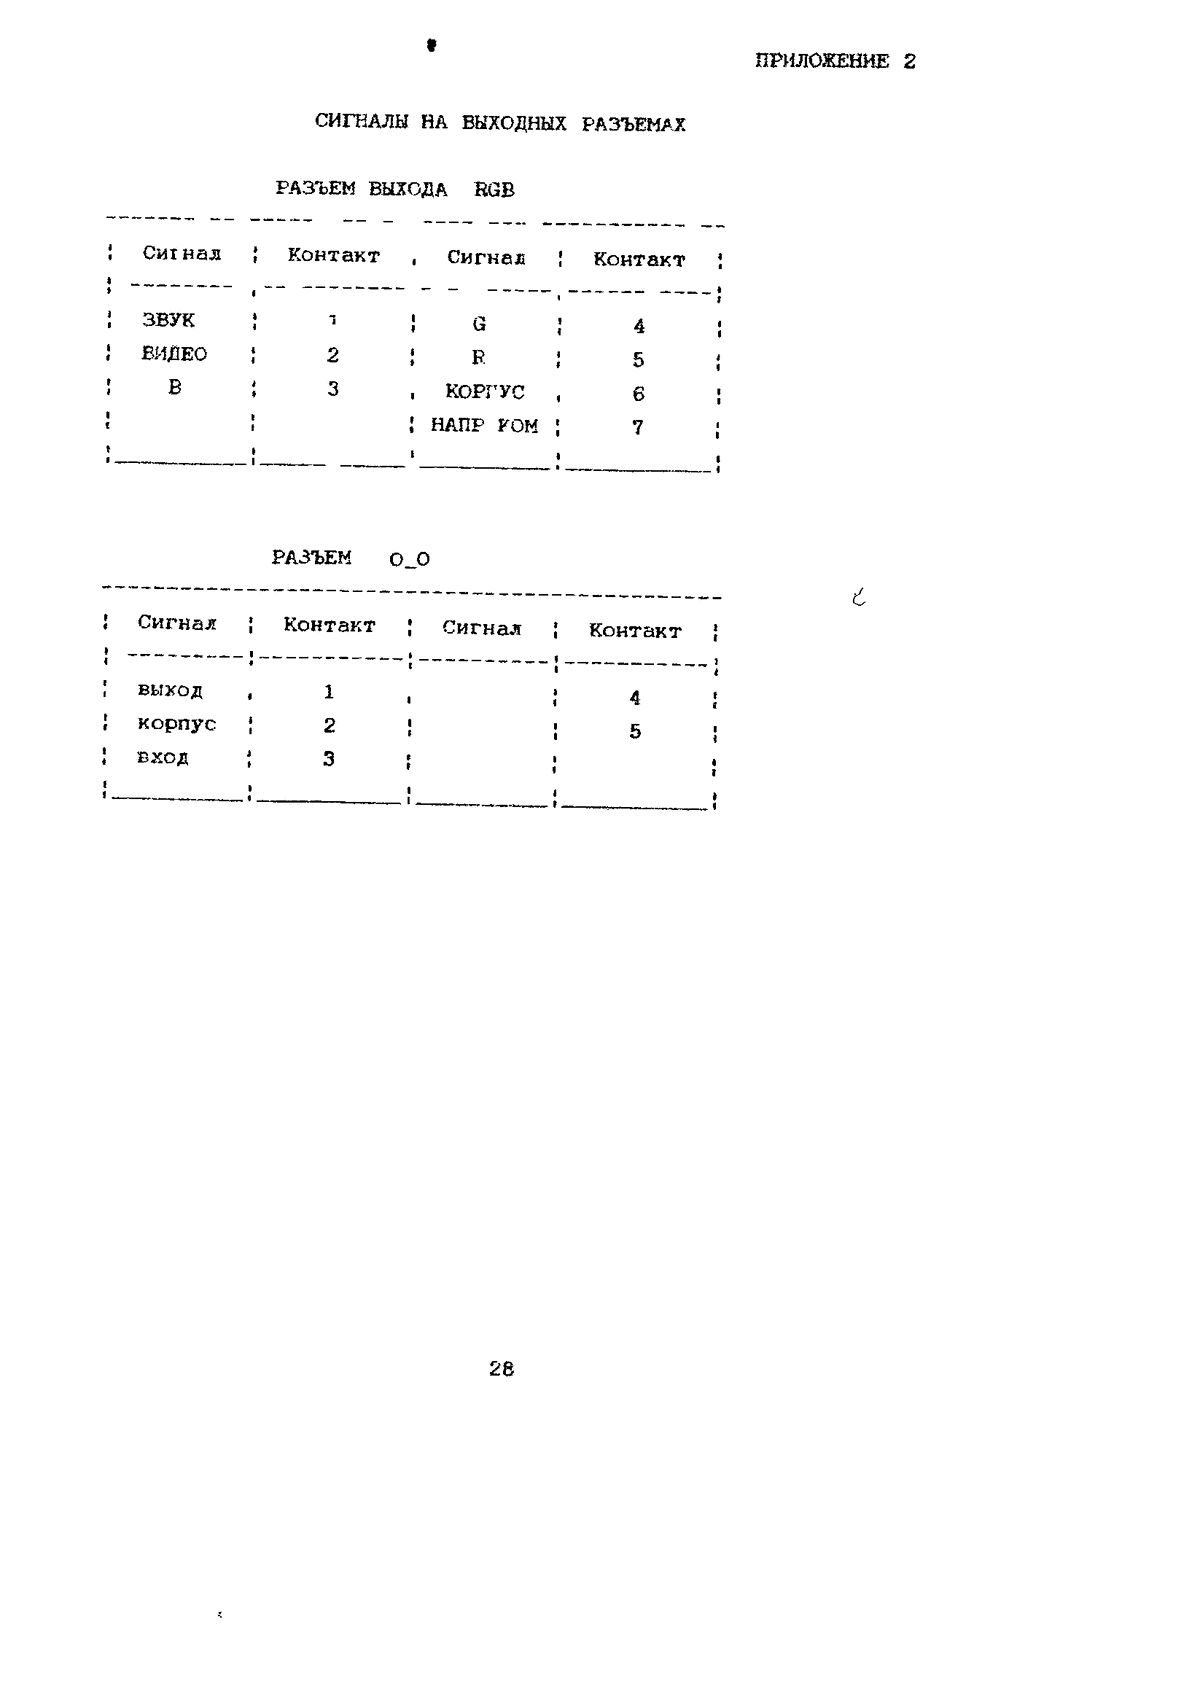 ПРИЛОЖЕНИЕ 2
СИГНАЛЫ НА ВЫХОДНЫХ РАЗЪЕМАХ
РАЗЪЕМ ВЫХОДА RGB
Сигнал Контакт Сигнал Контакт
ЗВУК 1 G 4
ВИДЕО 2 R 5
B 3 КОРПУС 6
НАПР КОМ 7
РАЗЪЕМ O_O
Сигнал Контакт Сигнал Контакт
выход 1 4
корпус 2 5
вход 3
28